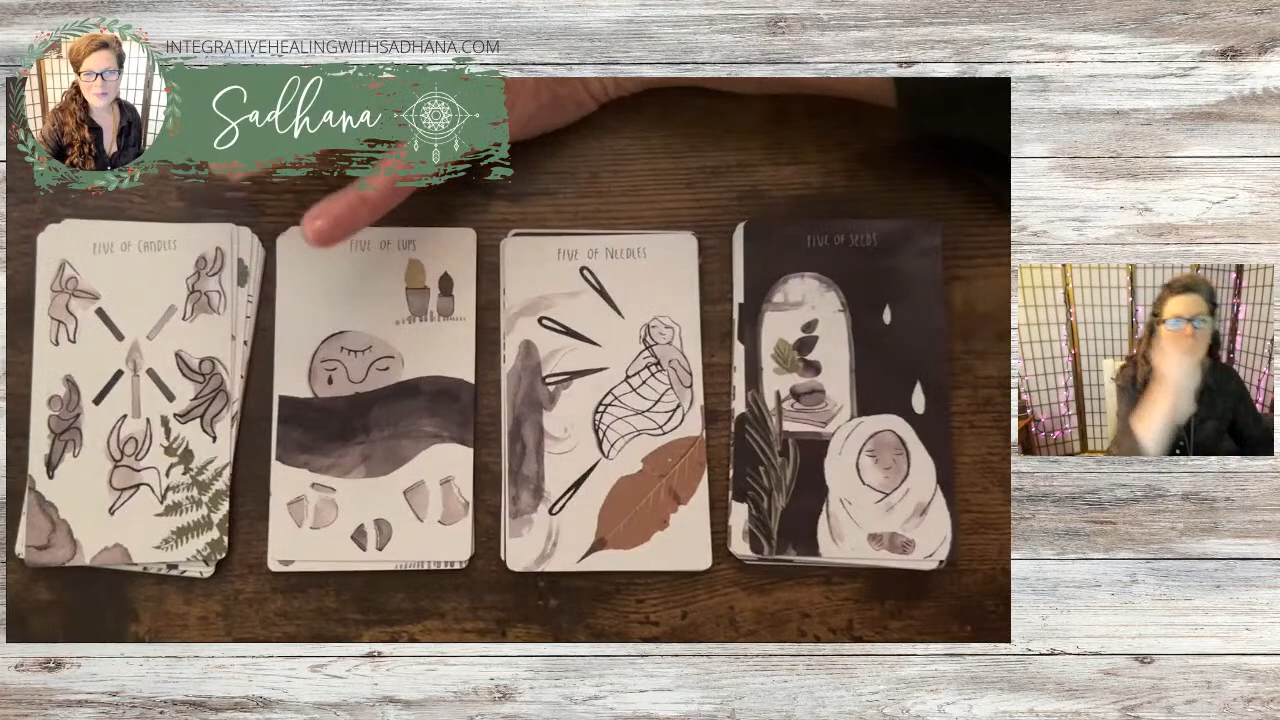 INTEGRATIVEHEALINGWITHSADHANA.COM
Sadhana
FIVE OF CANDLES
FIVE OF CUPS
FIVE OF NEEDLES
FIVE OF SEEDS